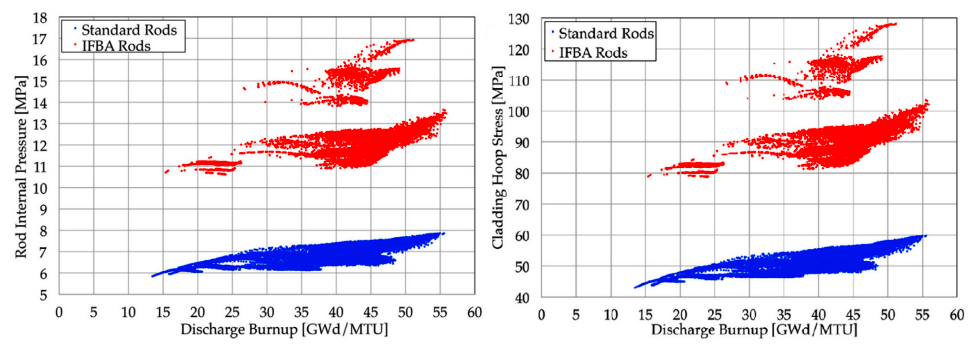 Standard Rods
IFBA Rods
Rod Internal Pressure [MPa]
17
16
15
14
13
12
11
10
9
8
7
6
5
18
0 5 10 15 20 25 30 35 40 45 50 55 60
Discharge Burnup [GWd/MTU]
Standard Rods
IFBA Rods
Cladding Hoop Stress [MPa]
130
120
110
100
90
80
70
60
50
40
0 5 10 15 20 25 30 35 40 45 50 55 60
Discharge Burnup [GWd/MTU]